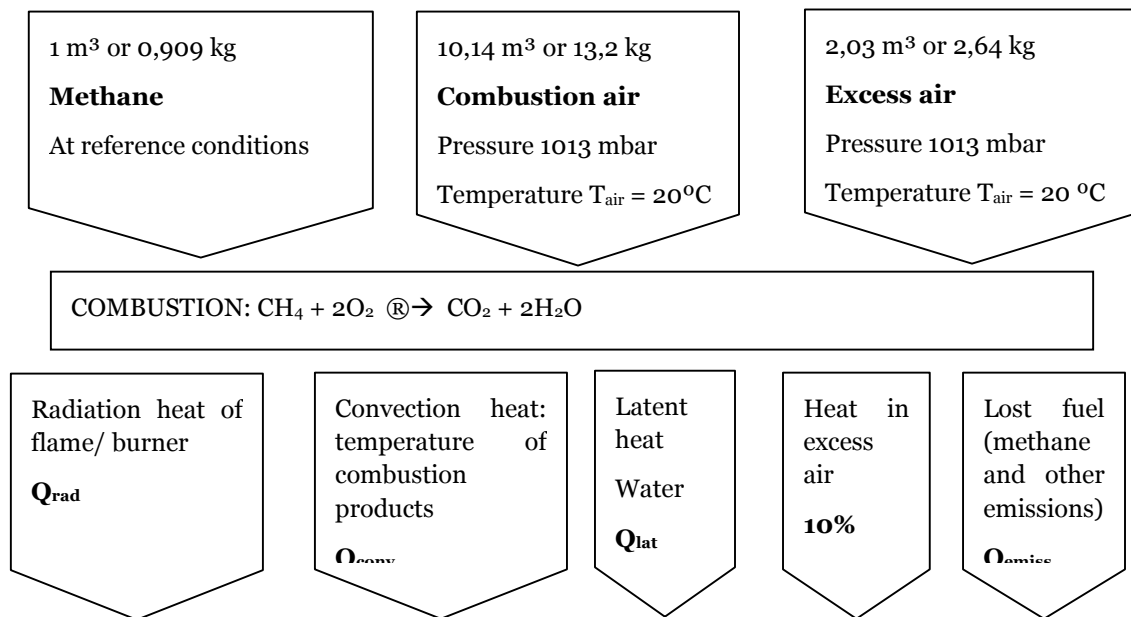 1 m³ or 0,909 kg
Methane
At reference conditions
10,14 m³ or 13,2 kg
Combustion air
Pressure 1013 mbar
Temperature Tair = 20ºC
2,03 m³ or 2,64 kg
Excess air
Pressure 1013 mbar
Temperature Tair = 20 ºC
COMBUSTION: CH₄ + 2O₂ ®→ CO₂ + 2H₂O
Radiation heat of
flame/ burner
Qrad
Convection heat:
temperature of
combustion
products
Qconv
Latent
heat
Water
Qlat
Heat in
excess
air
10%
Lost fuel
(methane
and other
emissions)
Qemiss